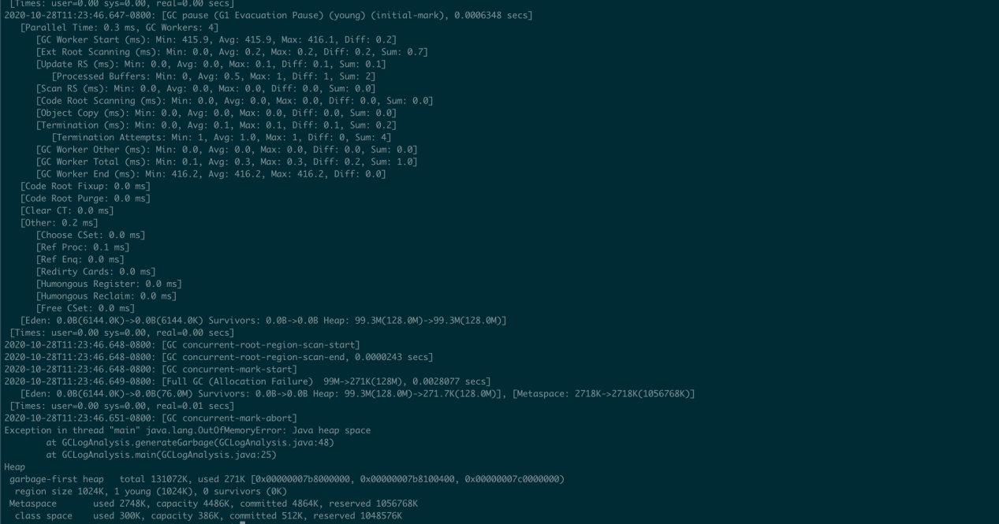 [Times: user=0.00 sys=0.00, real=0.00 secs]
2020-10-28T11:23:46.647-0800: [GC pause (G1 Evacuation Pause) (young) (initial-mark), 0.0006348 secs]
[Parallel Time: 0.3 ms, GC Workers: 4]
[GC Worker Start (ms): Min: 415.9, Avg: 415.9, Max: 416.1, Diff: 0.2]
[Ext Root Scanning (ms): Min: 0.0, Avg: 0.2, Max: 0.2, Diff: 0.2, Sum: 0.7]
[Update RS (ms): Min: 0.0, Avg: 0.0, Max: 0.1, Diff: 0.1, Sum: 0.1]
[Processed Buffers: Min: 0, Avg: 0.5, Max: 1, Diff: 1, Sum: 2]
[Scan RS (ms): Min: 0.0, Avg: 0.0, Max: 0.0, Diff: 0.0, Sum: 0.0]
[Code Root Scanning (ms): Min: 0.0, Avg: 0.0, Max: 0.0, Diff: 0.0, Sum: 0.0]
[Object Copy (ms): Min: 0.0, Avg: 0.0, Max: 0.0, Diff: 0.0, Sum: 0.0]
[Termination (ms): Min: 0.0, Avg: 0.1, Max: 0.1, Diff: 0.1, Sum: 0.2]
[Termination Attempts: Min: 1, Avg: 1.0, Max: 1, Diff: 0, Sum: 4]
[GC Worker Other (ms): Min: 0.0, Avg: 0.0, Max: 0.0, Diff: 0.0, Sum: 0.0]
[GC Worker Total (ms): Min: 0.1, Avg: 0.3, Max: 0.3, Diff: 0.2, Sum: 1.0]
[GC Worker End (ms): Min: 416.2, Avg: 416.2, Max: 416.2, Diff: 0.0]
[Code Root Fixup: 0.0 ms]
[Code Root Purge: 0.0 ms]
[Clear CT: 0.0 ms]
[Other: 0.2 ms]
[Choose CSet: 0.0 ms]
[Ref Proc: 0.1 ms]
[Ref Enq: 0.0 ms]
[Redirty Cards: 0.0 ms]
[Humongous Register: 0.0 ms]
[Humongous Reclaim: 0.0 ms]
[Free CSet: 0.0 ms]
[Eden: 0.0B(6144.0K)->0.0B(6144.0K) Survivors: 0.0B->0.0B Heap: 99.3M(128.0M)->99.3M(128.0M)]
[Times: user=0.00 sys=0.00, real=0.00 secs]
2020-10-28T11:23:46.648-0800: [GC concurrent-root-region-scan-start]
2020-10-28T11:23:46.648-0800: [GC concurrent-root-region-scan-end, 0.0000243 secs]
2020-10-28T11:23:46.648-0800: [GC concurrent-mark-start]
2020-10-28T11:23:46.649-0800: [Full GC (Allocation Failure)  99M->271K(128M), 0.0028077 secs]
[Eden: 0.0B(6144.0K)->0.0B(76.0M) Survivors: 0.0B->0.0B Heap: 99.3M(128.0M)->271.7K(128.0M)], [Metaspace: 2718K->2718K(1056768K)]
[Times: user=0.00 sys=0.00, real=0.01 secs]
2020-10-28T11:23:46.651-0800: [GC concurrent-mark-abort]
Exception in thread "main" java.lang.OutOfMemoryError: Java heap space
at GCLogAnalysis.generateGarbage(GCLogAnalysis.java:48)
at GCLogAnalysis.main(GCLogAnalysis.java:25)
Heap
garbage-first heap   total 131072K, used 271K [0x00000007b8000000, 0x00000007b8100400, 0x00000007c0000000)
region size 1024K, 1 young (1024K), 0 survivors (0K)
Metaspace       used 2748K, capacity 4486K, committed 4864K, reserved 1056768K
class space    used 300K, capacity 386K, committed 512K, reserved 1048576K